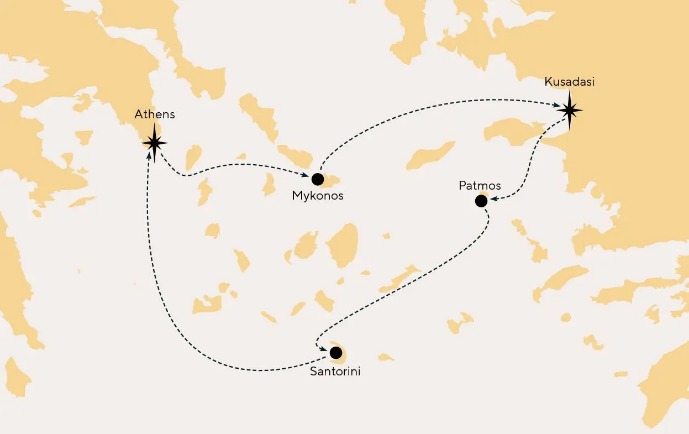 Kusadasi
Athens
Patmos
Mykonos
Santorini